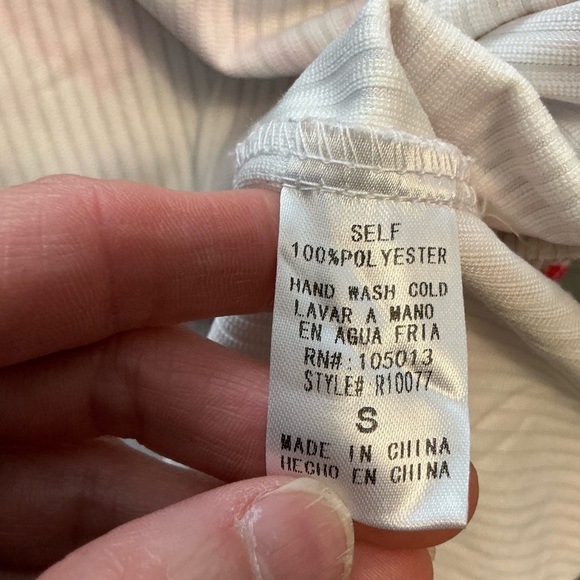 SELF
100%POLYESTER
HAND WASH COLD
LAVAR A MANO
EN AGUA FRIA
RN#:105013
STYLE# R10077
S
MADE IN CHINA
HECHO EN CHINA